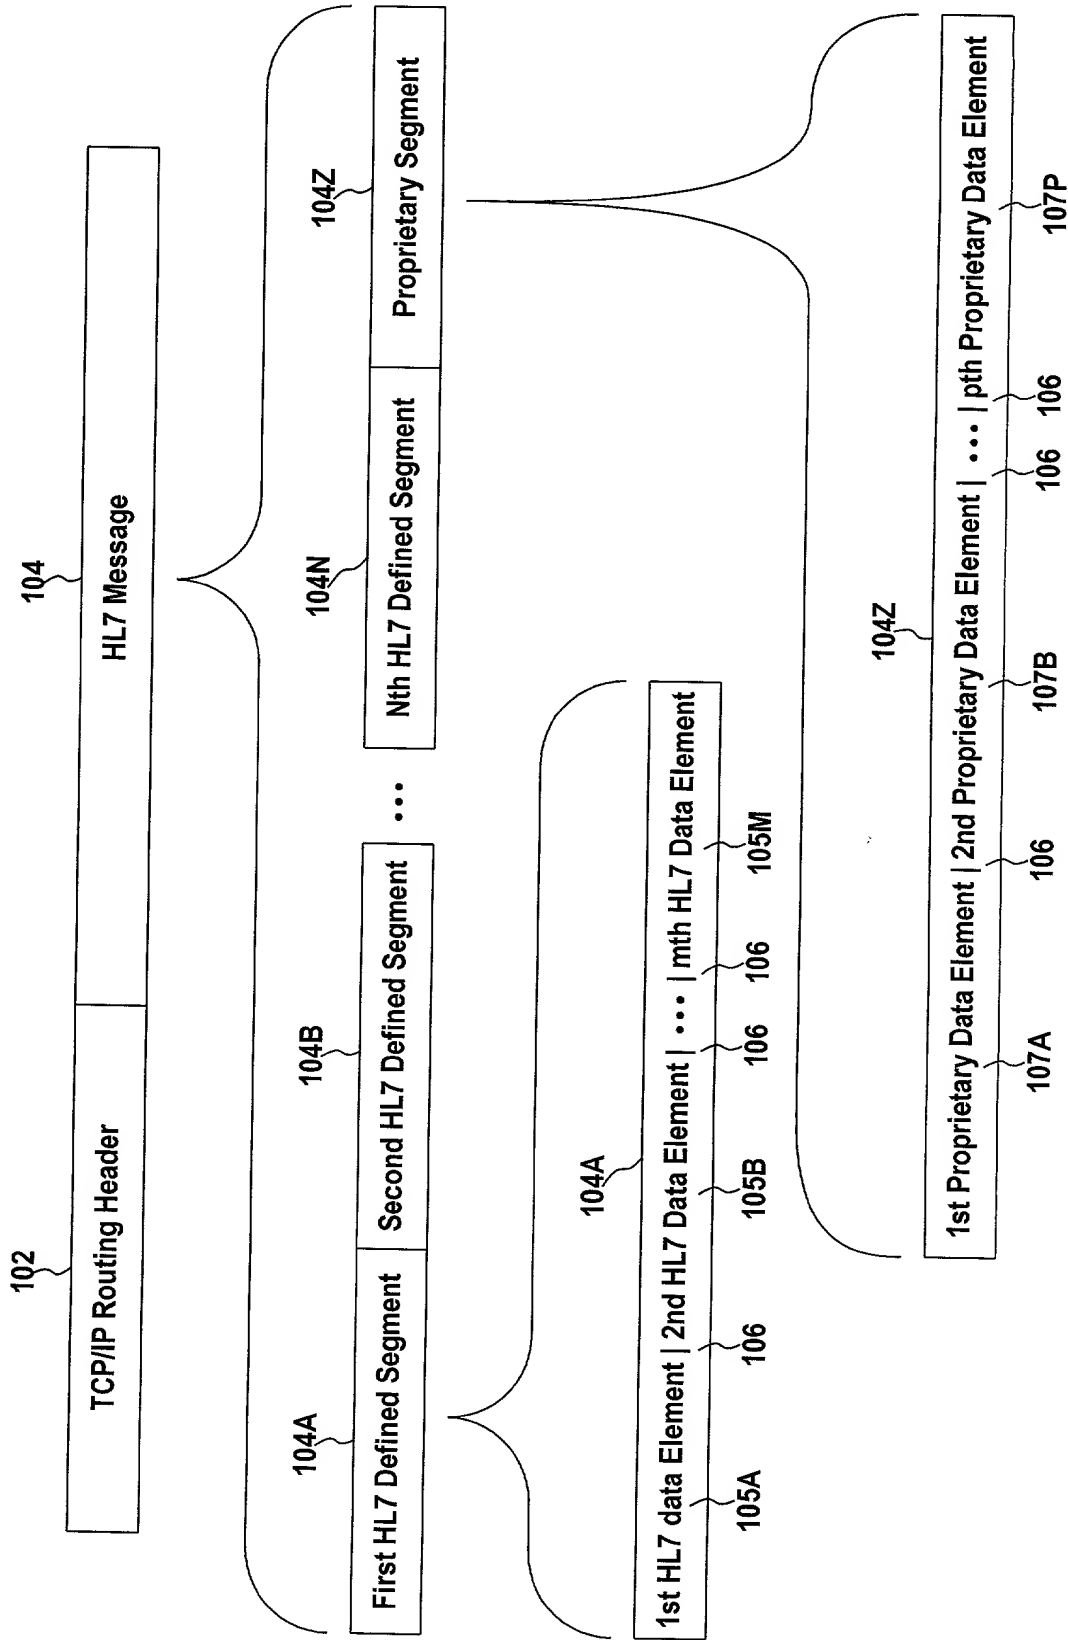 102
104
TCP/IP Routing Header
HL7 Message
104A
104B
104N
104Z
First HL7 Defined Segment
Second HL7 Defined Segment
•••
Nth HL7 Defined Segment
Proprietary Segment
104A
1st HL7 data Element | 2nd HL7 Data Element | ••• | mth HL7 Data Element
105A
106
105B
106
106
105M
104Z
1st Proprietary Data Element | 2nd Proprietary Data Element | ••• | pth Proprietary Data Element
107A
106
107B
106
106
107P